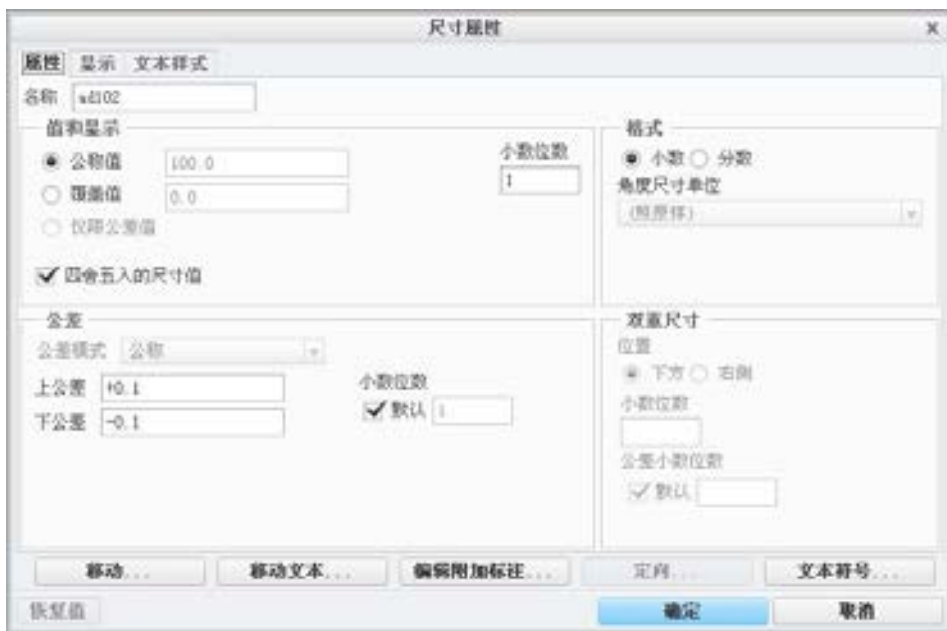 尺寸属性
属性 显示 文本样式
名称 ad102
值和显示
公称值 100.0
覆盖值 0.0
仅限公差值
小数位数
1
四舍五入的尺寸值
格式
小数 分数
角度尺寸单位
(照原样)
公差
公差模式 公称
上公差 +0.1
下公差 -0.1
小数位数
默认 1
双重尺寸
位置
下方 右侧
小数位数
公差小数位数
默认
移动... 移动文本... 编辑附加标注... 定向... 文本符号...
恢复值 确定 取消